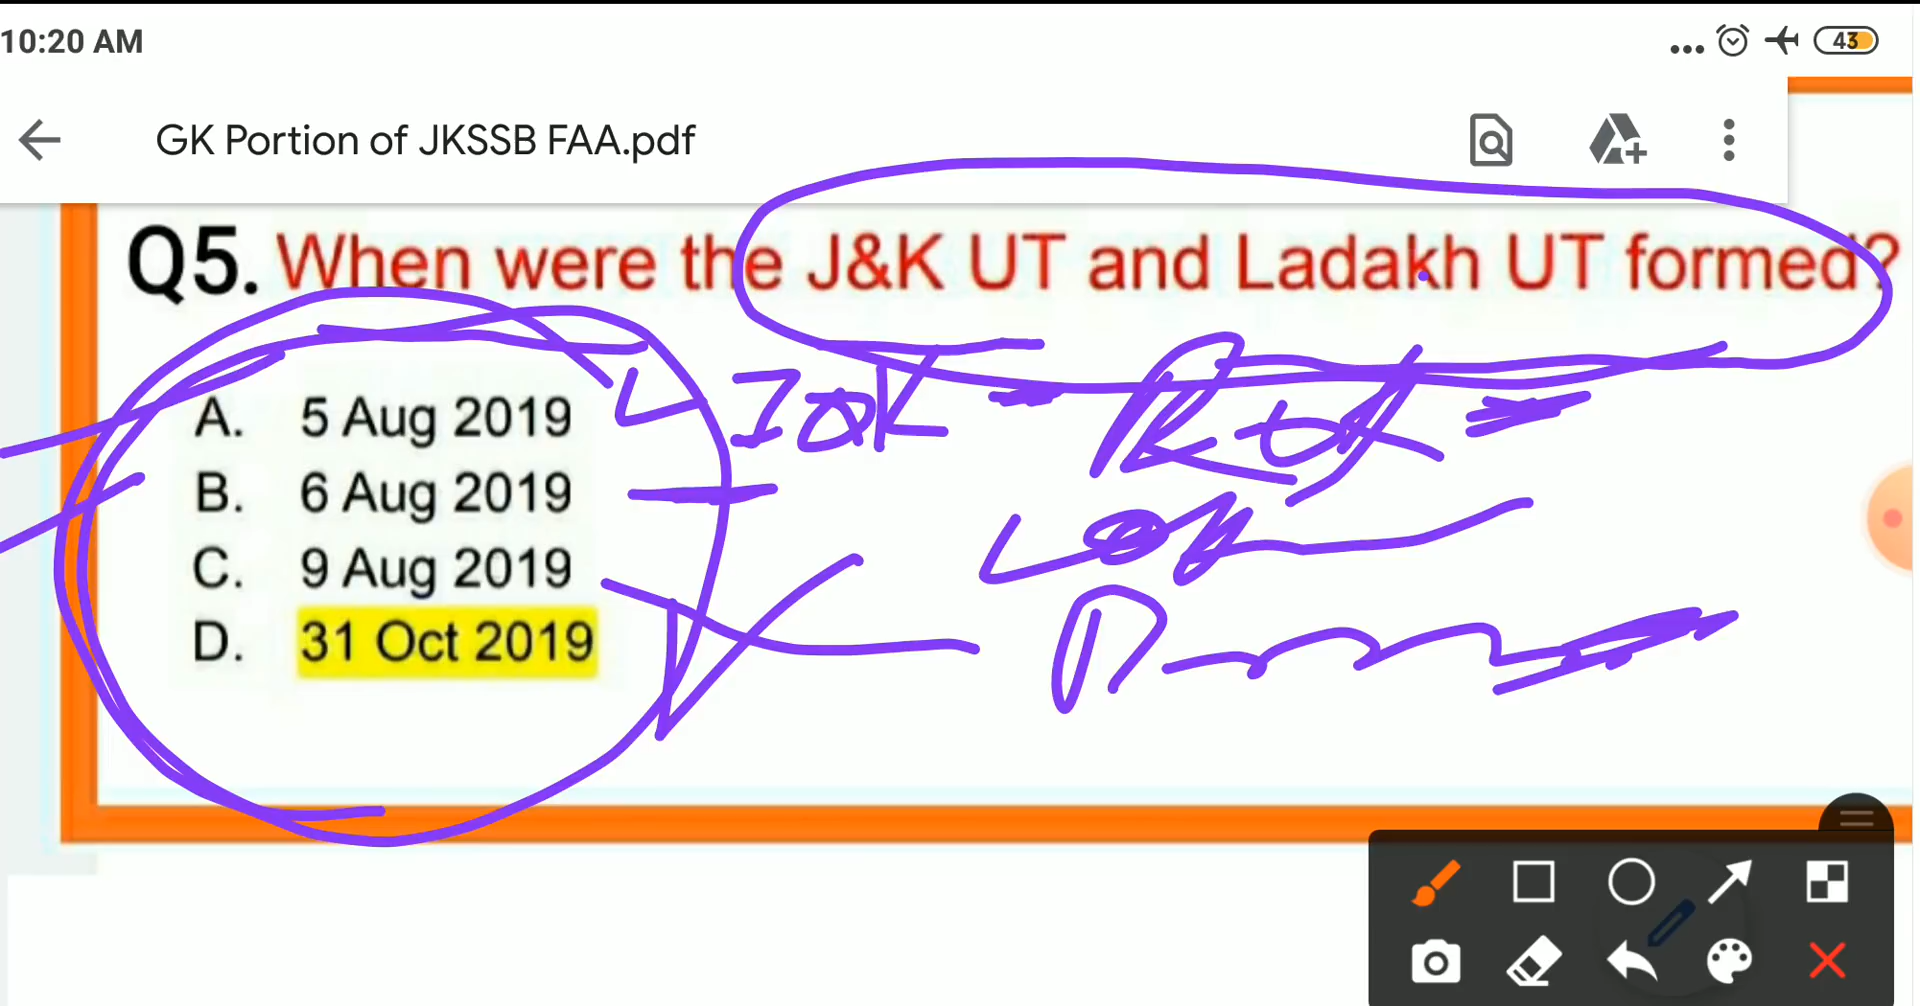 10:20 AM
43
GK Portion of JKSSB FAA.pdf
Q5. When were the J&K UT and Ladakh UT formed?
A. 5 Aug 2019
B. 6 Aug 2019
C. 9 Aug 2019
D. 31 Oct 2019